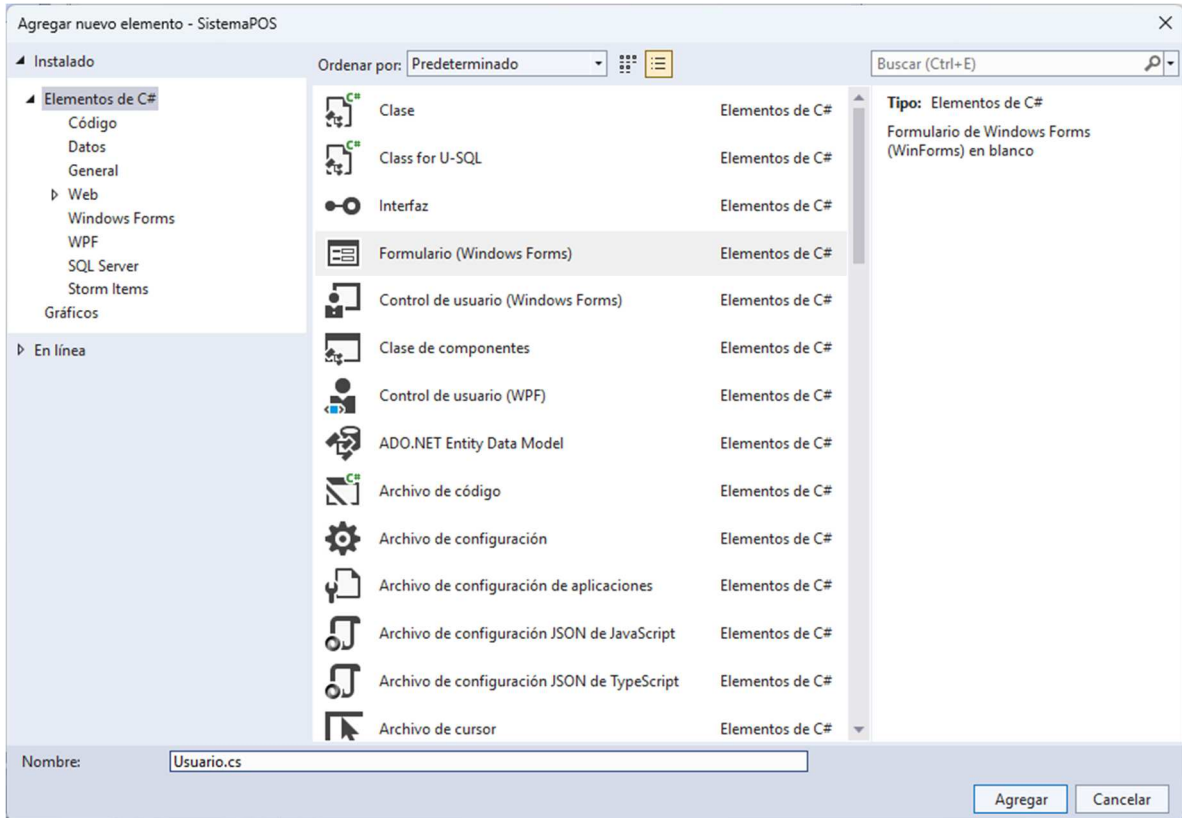 Agregar nuevo elemento - SistemaPOS
Instalado
Ordenar por: Predeterminado
Buscar (Ctrl+E)
Elementos de C#
Código
Datos
General
Web
Windows Forms
WPF
SQL Server
Storm Items
Gráficos
En línea
Clase Elementos de C#
Class for U-SQL Elementos de C#
Interfaz Elementos de C#
Formulario (Windows Forms) Elementos de C#
Control de usuario (Windows Forms) Elementos de C#
Clase de componentes Elementos de C#
Control de usuario (WPF) Elementos de C#
ADO.NET Entity Data Model Elementos de C#
Archivo de código Elementos de C#
Archivo de configuración Elementos de C#
Archivo de configuración de aplicaciones Elementos de C#
Archivo de configuración JSON de JavaScript Elementos de C#
Archivo de configuración JSON de TypeScript Elementos de C#
Archivo de cursor Elementos de C#
Tipo: Elementos de C#
Formulario de Windows Forms
(WinForms) en blanco
Nombre: Usuario.cs
Agregar Cancelar